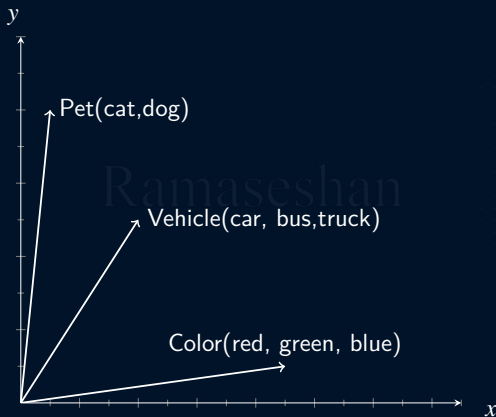 y
Pet(cat,dog)
Ramaseshan
Vehicle(car, bus,truck)
Color(red, green, blue)
x